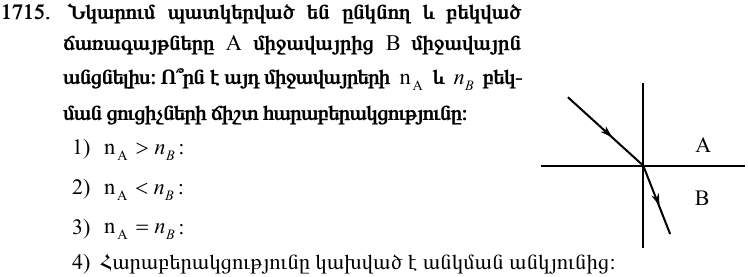 1715. Նկարում պատկերված են ընկնող և բեկված
ճառագայթները A միջավայրից B միջավայրն
անցնելիս: Ո՞րն է այդ միջավայրերի n_A և n_B բեկ-
ման ցուցիչների ճիշտ հարաբերակցությունը:
1) n_A > n_B:
2) n_A < n_B:
3) n_A = n_B:
4) Հարաբերակցությունը կախված է անկման անկյունից:
A
B